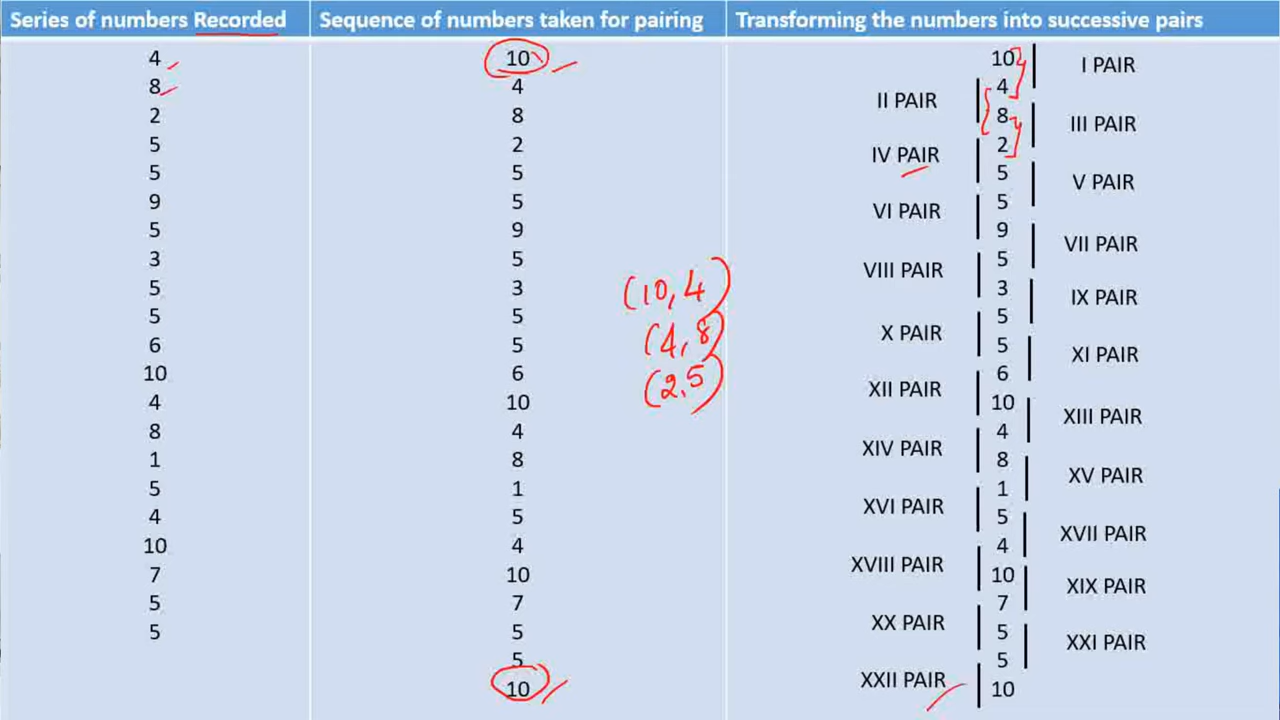 Series of numbers Recorded Sequence of numbers taken for pairing Transforming the numbers into successive pairs
4 10 10 I PAIR
8 4 II PAIR 4
2 8 8 III PAIR
5 2 IV PAIR 2
5 5 5 V PAIR
9 5 VI PAIR 5
5 9 9 VII PAIR
3 5 VIII PAIR 5
5 3 (10,4) 3 IX PAIR
5 5 X PAIR 5
6 5 (4,8) 5 XI PAIR
10 6 (2,5) XII PAIR 6
4 10 10 XIII PAIR
8 4 XIV PAIR 4
1 8 8 XV PAIR
5 1 XVI PAIR 1
4 5 5 XVII PAIR
10 4 XVIII PAIR 4
7 10 10 XIX PAIR
5 7 XX PAIR 7
5 5 5 XXI PAIR
5 XXII PAIR 5
10 10